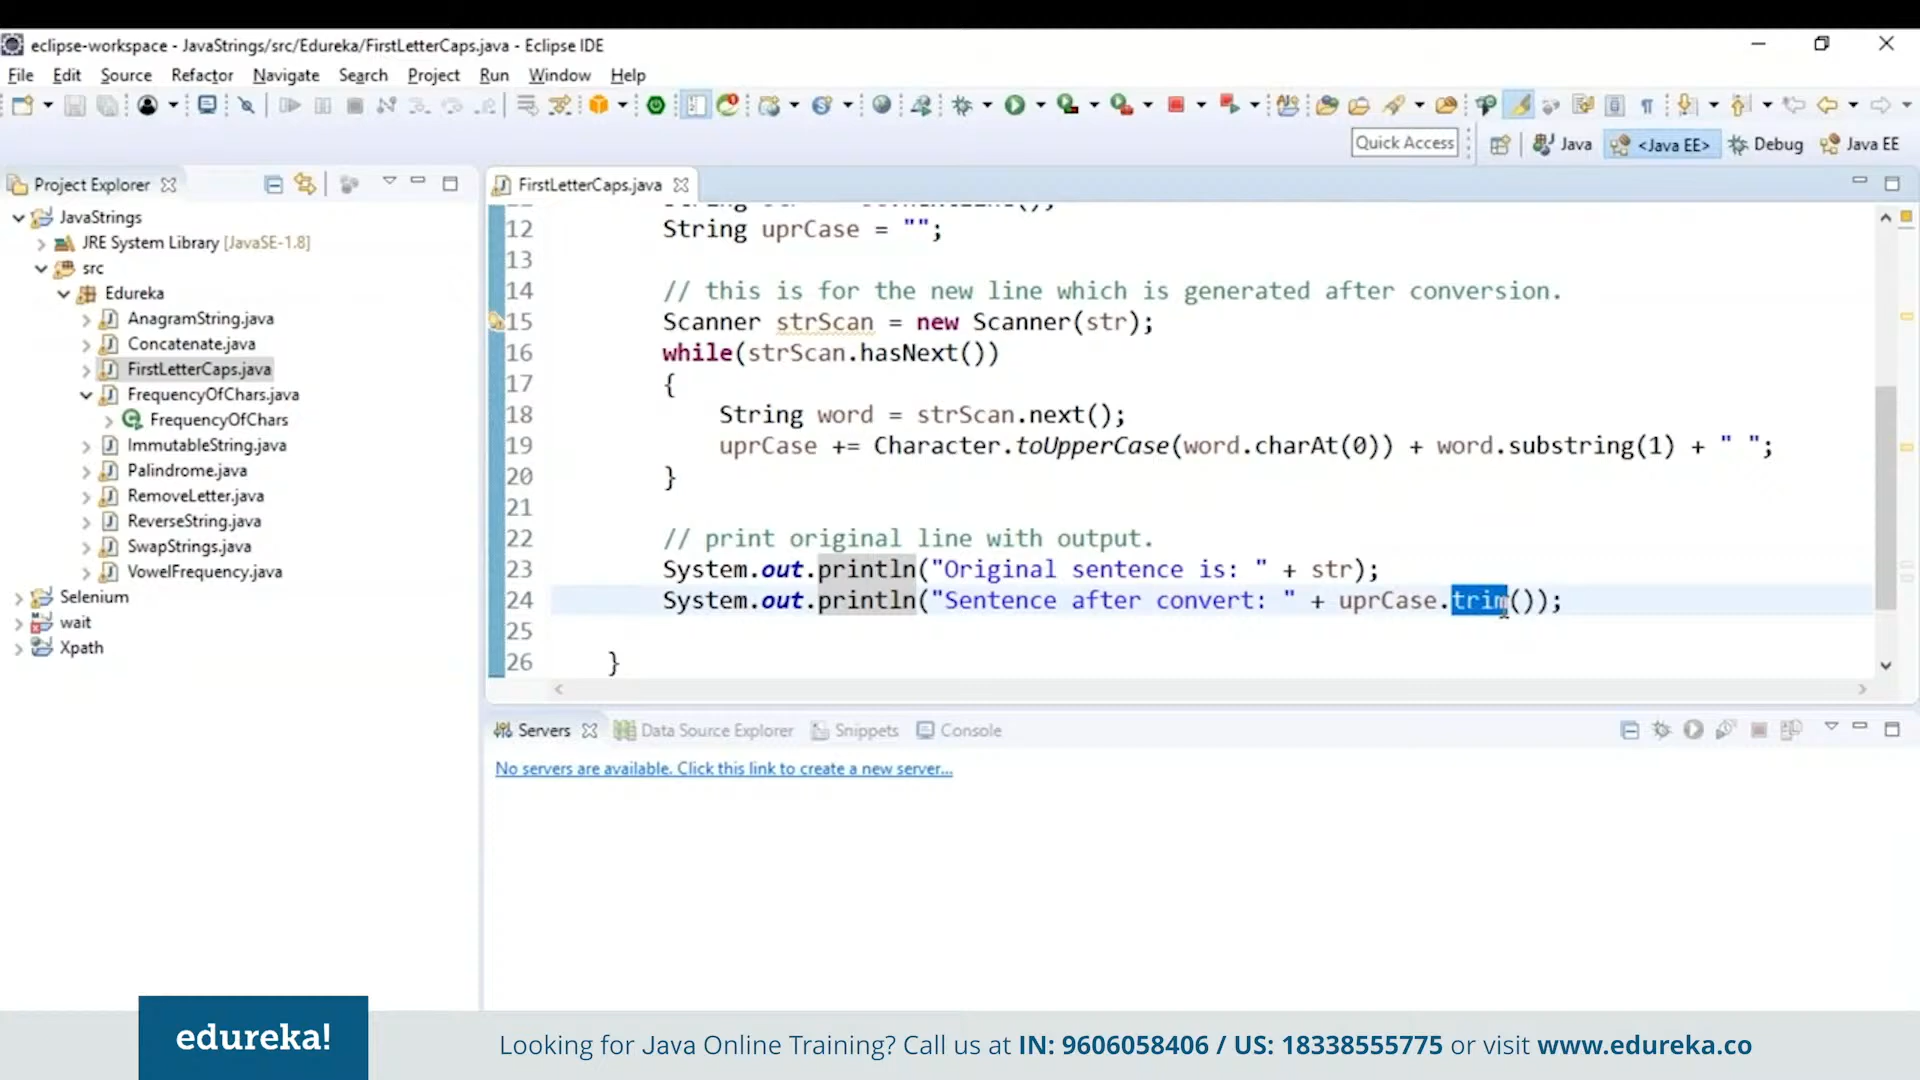 eclipse-workspace - JavaStrings/src/Edureka/FirstLetterCaps.java - Eclipse IDE
File Edit Source Refactor Navigate Search Project Run Window Help
Quick Access Java <Java EE> Debug Java EE
Project Explorer
JavaStrings
JRE System Library [JavaSE-1.8]
src
Edureka
AnagramString.java
Concatenate.java
FirstLetterCaps.java
FrequencyOfChars.java
FrequencyOfChars
ImmutableString.java
Palindrome.java
RemoveLetter.java
ReverseString.java
SwapStrings.java
VowelFrequency.java
Selenium
wait
Xpath
FirstLetterCaps.java
12 String uprCase = "";
13
14 // this is for the new line which is generated after conversion.
15 Scanner strScan = new Scanner(str);
16 while(strScan.hasNext())
17 {
18 String word = strScan.next();
19 uprCase += Character.toUpperCase(word.charAt(0)) + word.substring(1) + " ";
20 }
21
22 // print original line with output.
23 System.out.println("Original sentence is: " + str);
24 System.out.println("Sentence after convert: " + uprCase.trim());
25
26 }
Servers Data Source Explorer Snippets Console
No servers are available. Click this link to create a new server...
edureka!
Looking for Java Online Training? Call us at IN: 9606058406 / US: 18338555775 or visit www.edureka.co